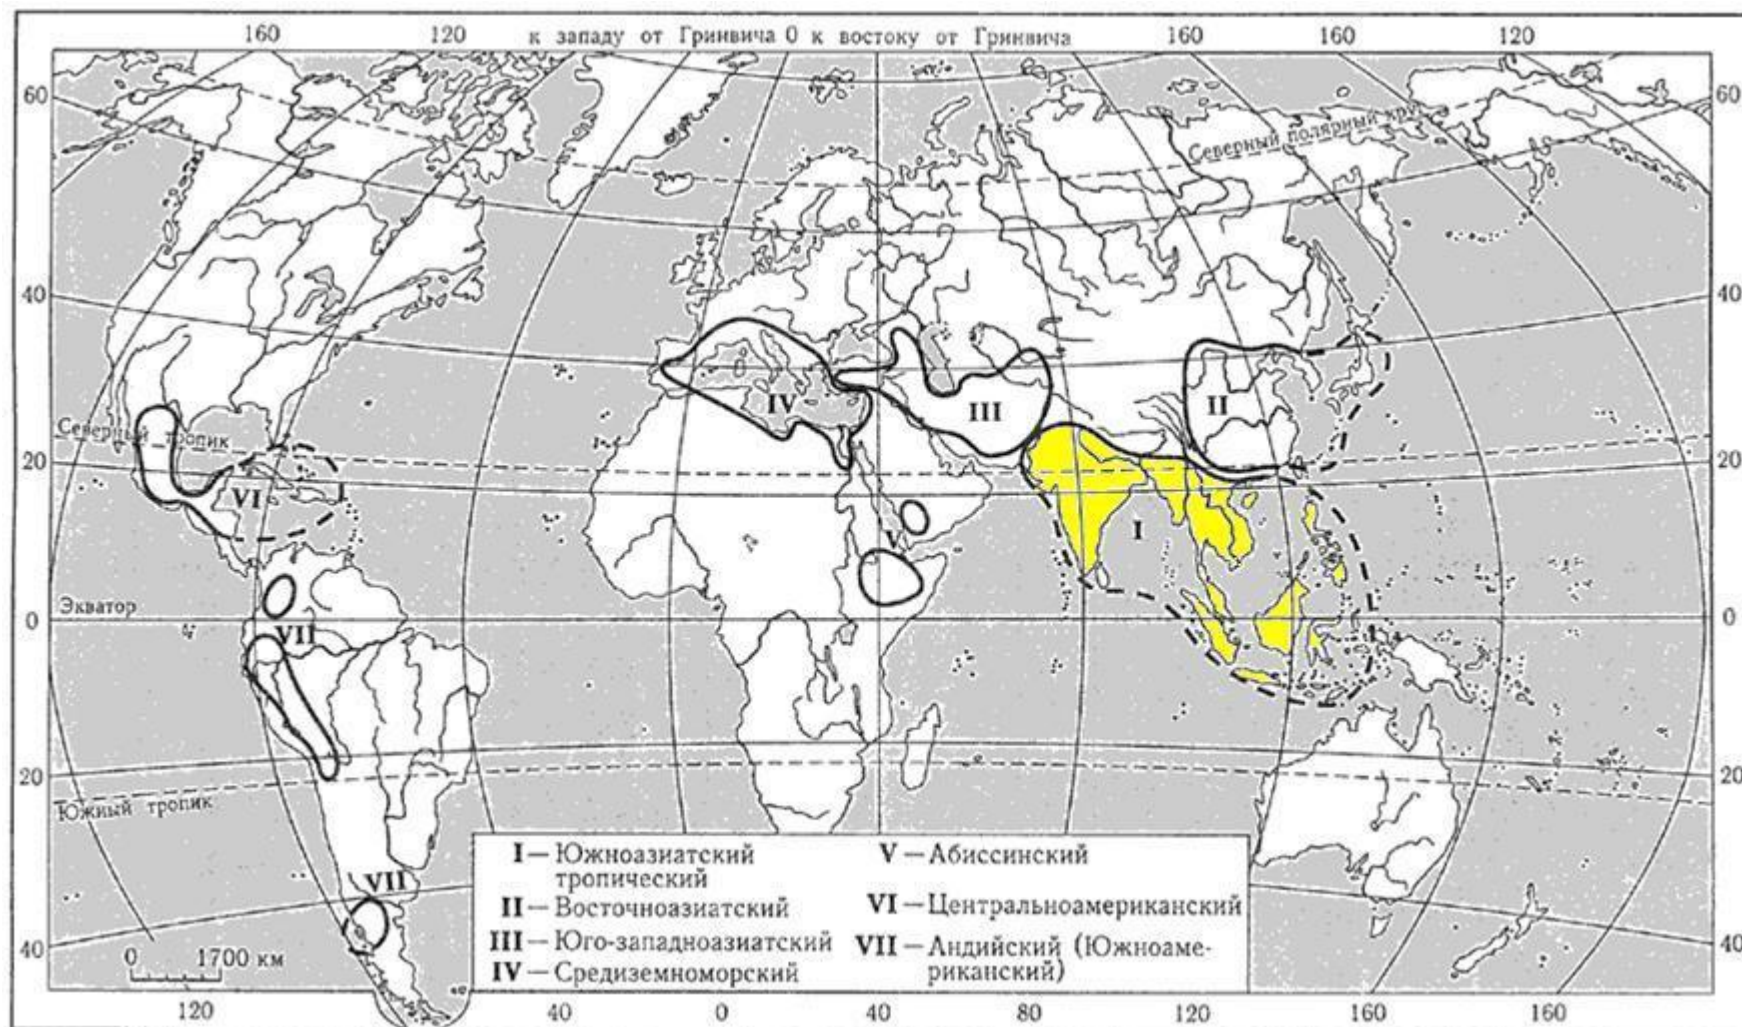 160 120 к западу от Гринвича 0 к востоку от Гринвича 160 160 120
60 60
Северный полярный круг
40 40
IV III II
Северный тропик
20 20
VI I
V
Экватор
0 0
VII
20 20
Южный тропик
VII
I — Южноазиатский
тропический
II — Восточноазиатский
III — Юго-западноазиатский
IV — Средиземноморский
V — Абиссинский
VI — Центральноамериканский
VII — Андийский (Южноаме-
риканский)
40 40
0 1700 км
120 40 0 40 80 120 160 160